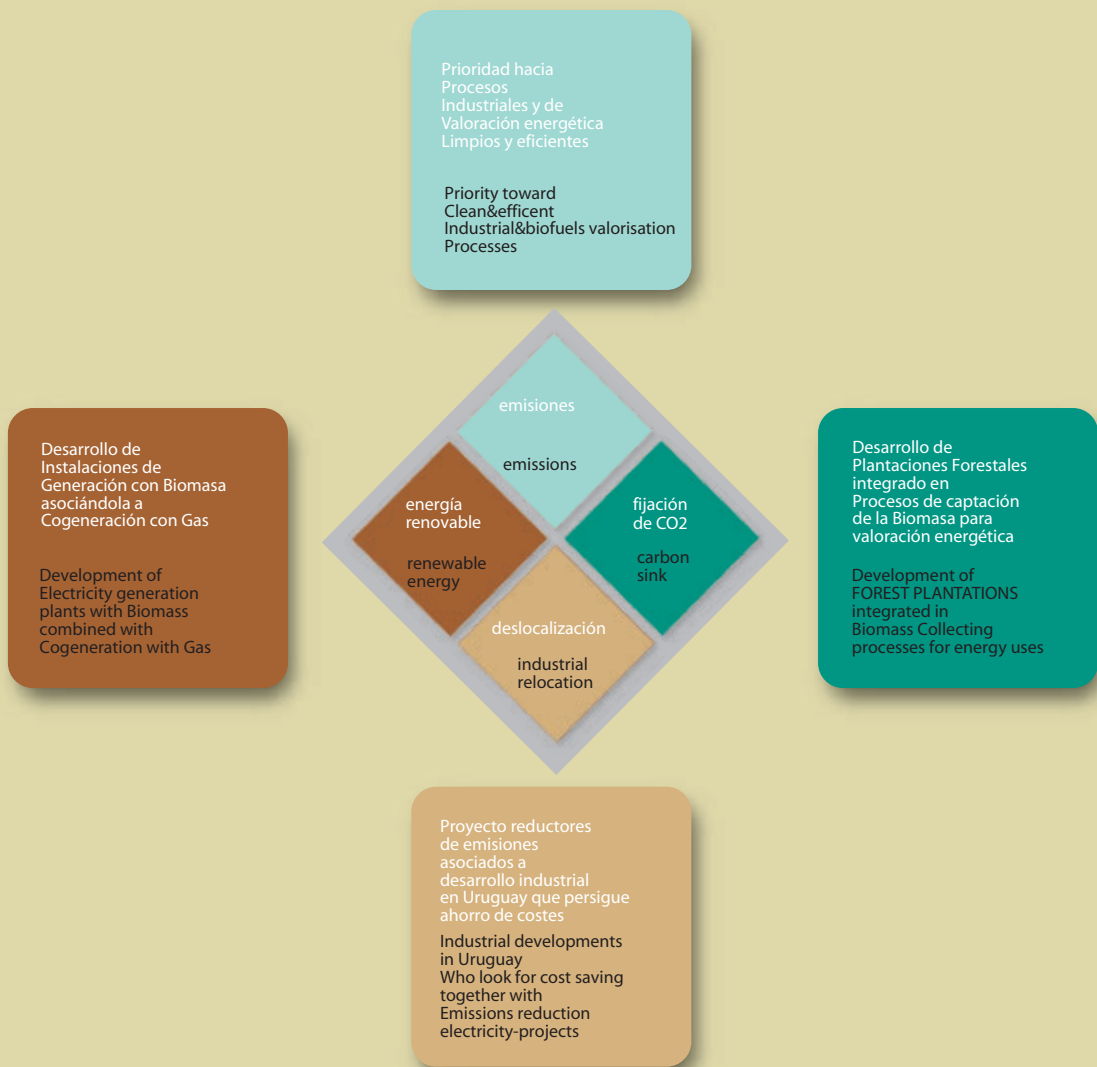 Prioridad hacia
Procesos
Industriales y de
Valoración energética
Limpios y eficientes
Priority toward
Clean&efficent
Industrial&biofuels valorisation
Processes
emisiones
emissions
energía
renovable
renewable
energy
fijación
de CO2
carbon
sink
deslocalización
industrial
relocation
Desarrollo de
Instalaciones de
Generación con Biomasa
asociándola a
Cogeneración con Gas
Development of
Electricity generation
plants with Biomass
combined with
Cogeneration with Gas
Desarrollo de
Plantaciones Forestales
integrado en
Procesos de captación
de la Biomasa para
valoración energética
Development of
FOREST PLANTATIONS
integrated in
Biomass Collecting
processes for energy uses
Proyecto reductores
de emisiones
asociados a
desarrollo industrial
en Uruguay que persigue
ahorro de costes
Industrial developments
in Uruguay
Who look for cost saving
together with
Emissions reduction
electricity-projects